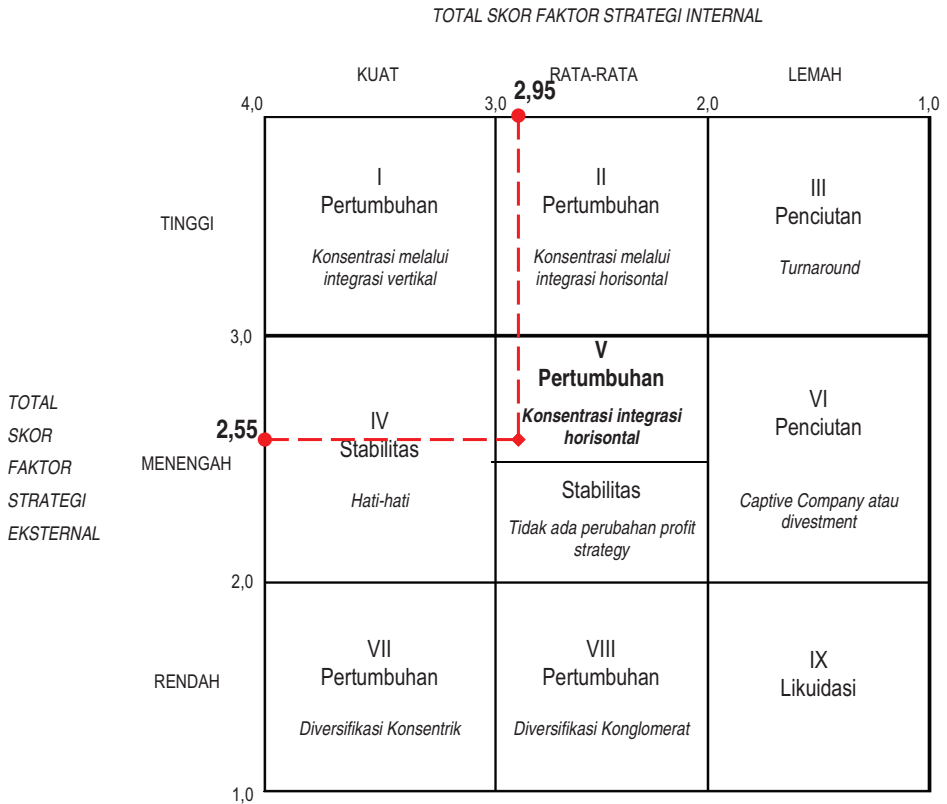 TOTAL SKOR FAKTOR STRATEGI INTERNAL
KUAT
RATA-RATA
LEMAH
4,0
3,0
2,95
2,0
1,0
TINGGI
I
Pertumbuhan
Konsentrasi melalui
integrasi vertikal
II
Pertumbuhan
Konsentrasi melalui
integrasi horisontal
III
Penciutan
Turnaround
3,0
TOTAL
SKOR
FAKTOR
STRATEGI
EKSTERNAL
2,55
MENENGAH
IV
Stabilitas
Hati-hati
V
Pertumbuhan
Konsentrasi integrasi
horisontal
Stabilitas
Tidak ada perubahan profit
strategy
VI
Penciutan
Captive Company atau
divestment
2,0
RENDAH
VII
Pertumbuhan
Diversifikasi Konsentrik
VIII
Pertumbuhan
Diversifikasi Konglomerat
IX
Likuidasi
1,0